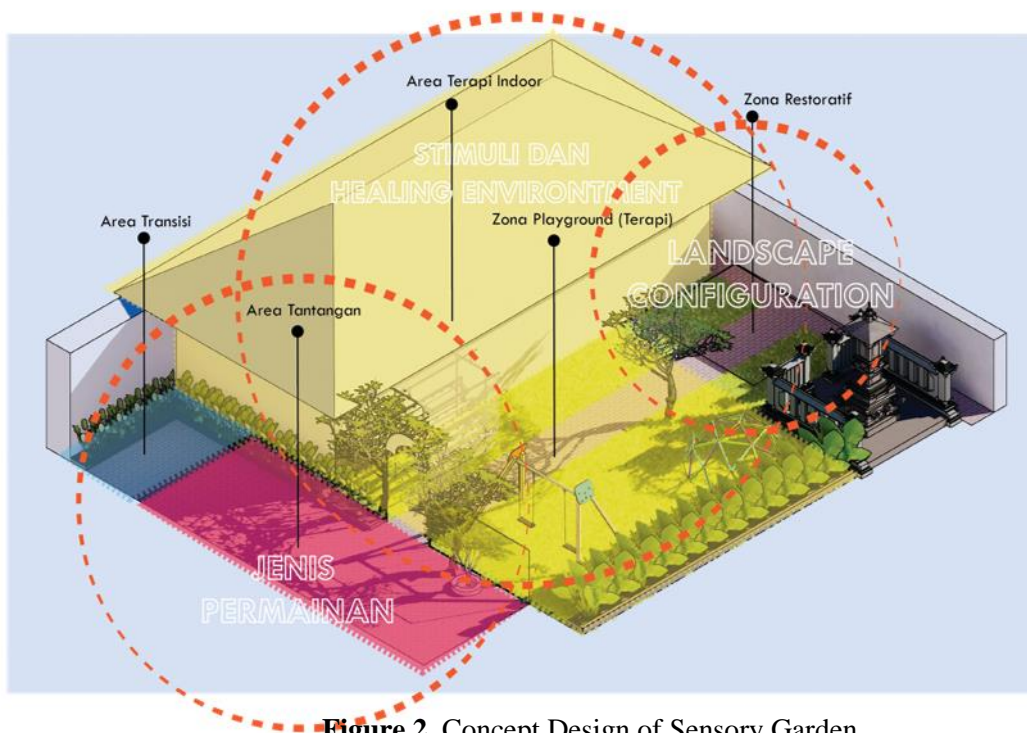 Area Terapi Indoor
Zona Restoratif
STIMULI DAN
HEALING ENVIRONTMENT
Area Transisi
Zona Playground (Terapi)
LANDSCAPE
CONFIGURATION
Area Tantangan
JENIS
PERMAINAN
Figure 2. Concept Design of Sensory Garden